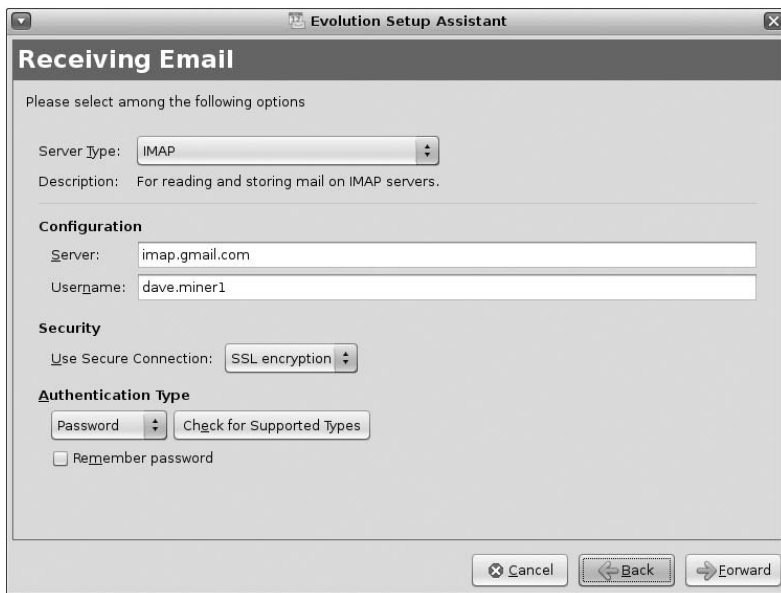 Evolution Setup Assistant
Receiving Email
Please select among the following options
Server Type: IMAP
Description: For reading and storing mail on IMAP servers.
Configuration
Server: imap.gmail.com
Username: dave.miner1
Security
Use Secure Connection: SSL encryption
Authentication Type
Password Check for Supported Types
Remember password
Cancel Back Forward